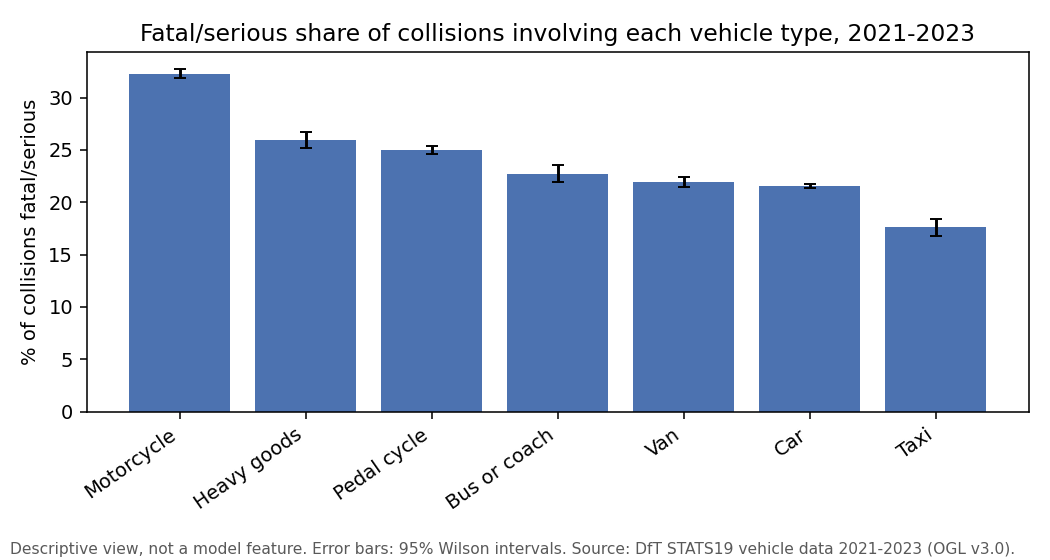 Fatal/serious share of collisions involving each vehicle type, 2021-2023
% of collisions fatal/serious
30
25
20
15
10
5
0
Motorcycle
Heavy goods
Pedal cycle
Bus or coach
Van
Car
Taxi
Descriptive view, not a model feature. Error bars: 95% Wilson intervals. Source: DfT STATS19 vehicle data 2021-2023 (OGL v3.0).